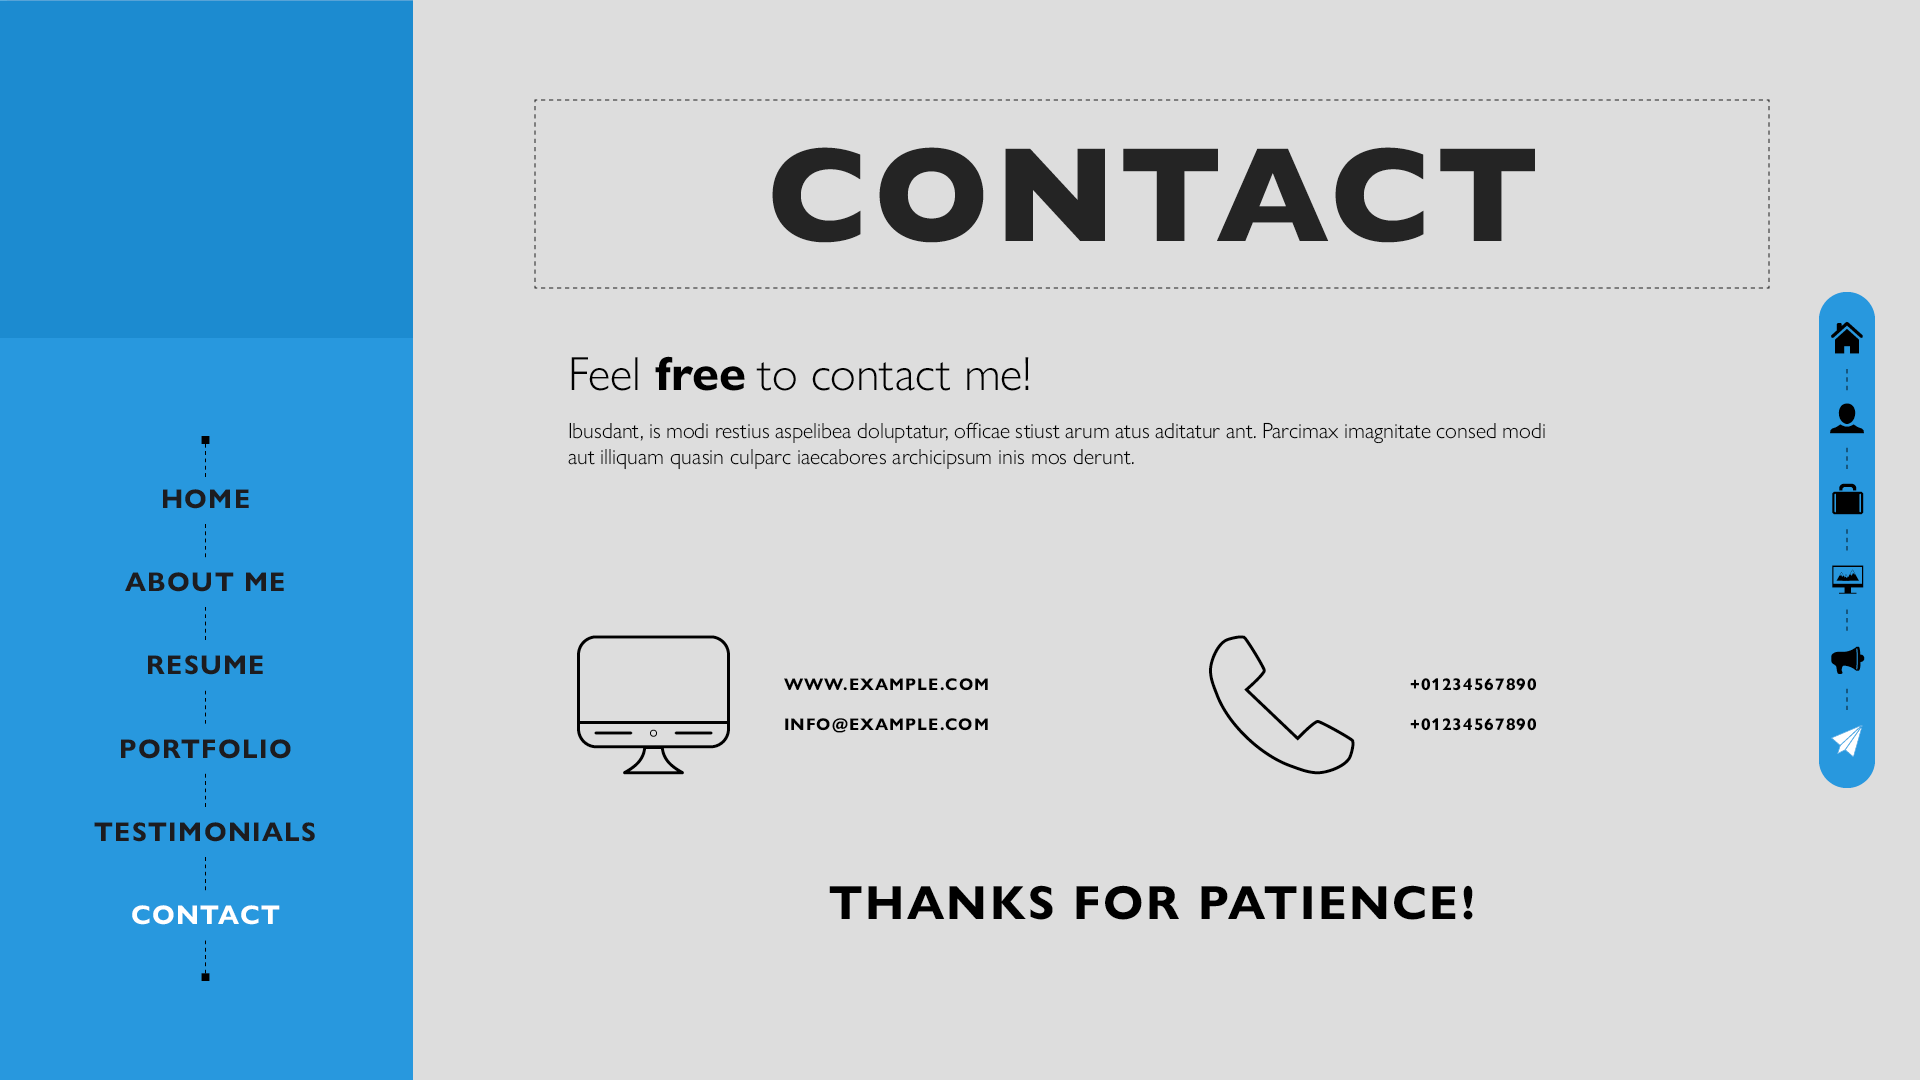 HOME
ABOUT ME
RESUME
PORTFOLIO
TESTIMONIALS
CONTACT
CONTACT
Feel free to contact me!
Ibusdant, is modi restius aspelibea doluptatur, officae stiust arum atus aditatur ant. Parcimax imagnitate consed modi
aut illiquam quasin culparc iaecabores archicipsum inis mos derunt.
WWW.EXAMPLE.COM
INFO@EXAMPLE.COM
+01234567890
+01234567890
THANKS FOR PATIENCE!